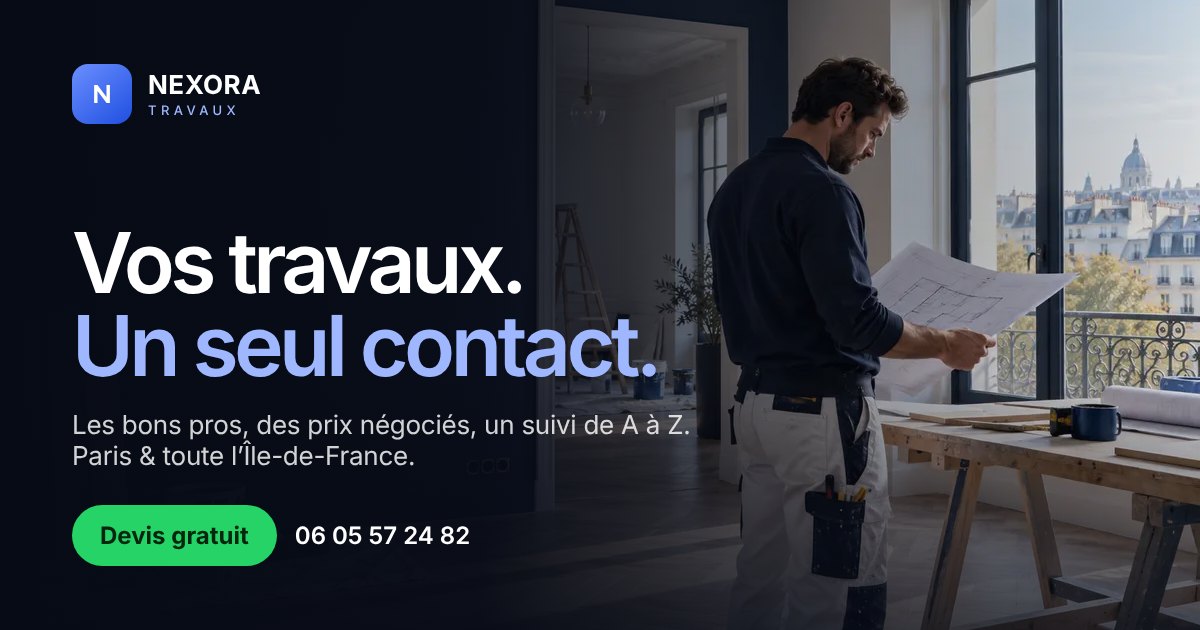 N
NEXORA
TRAVAUX
Vos travaux.
Un seul contact.
Les bons pros, des prix négociés, un suivi de A à Z.
Paris & toute l’Île-de-France.
Devis gratuit
06 05 57 24 82